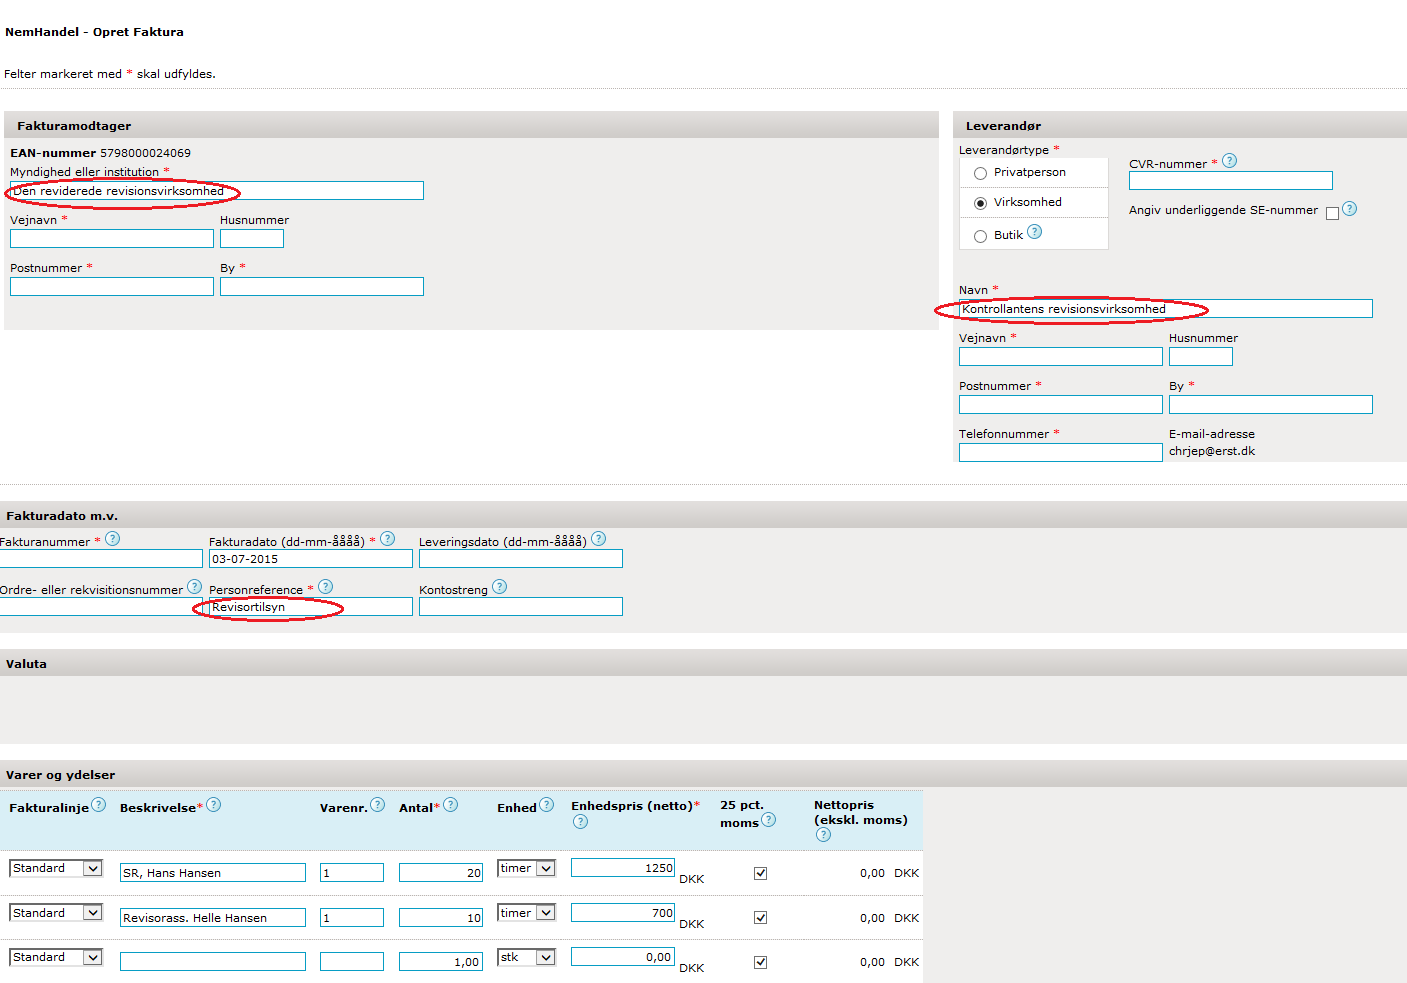 NemHandel - Opret Faktura
Felter markeret med * skal udfyldes.
Fakturamodtager
EAN-nummer 5798000024069
Myndighed eller institution *
Den reviderede revisionsvirksomhed
Vejnavn * Husnummer
Postnummer * By *
Leverandør
Leverandørtype *
Privatperson
Virksomhed
Butik ?
CVR-nummer * ?
Angiv underliggende SE-nummer ?
Navn *
Kontrollantens revisionsvirksomhed
Vejnavn * Husnummer
Postnummer * By *
Telefonnummer * E-mail-adresse
chrjep@erst.dk
Fakturadato m.v.
Fakturanummer * ? Fakturadato (dd-mm-åååå) * ? Leveringsdato (dd-mm-åååå) ?
03-07-2015
Ordre- eller rekvisitionsnummer ? Personreference * ? Kontostreng ?
Revisortilsyn
Valuta
Varer og ydelser
Fakturalinje ? Beskrivelse* ? Varenr. ? Antal* ? Enhed ? Enhedspris (netto)* ? 25 pct. moms ? Nettopris (ekskl. moms) ?
Standard SR, Hans Hansen 1 20 timer 1250 DKK 0,00 DKK
Standard Revisorass. Helle Hansen 1 10 timer 700 DKK 0,00 DKK
Standard 1,00 stk 0,00 DKK 0,00 DKK